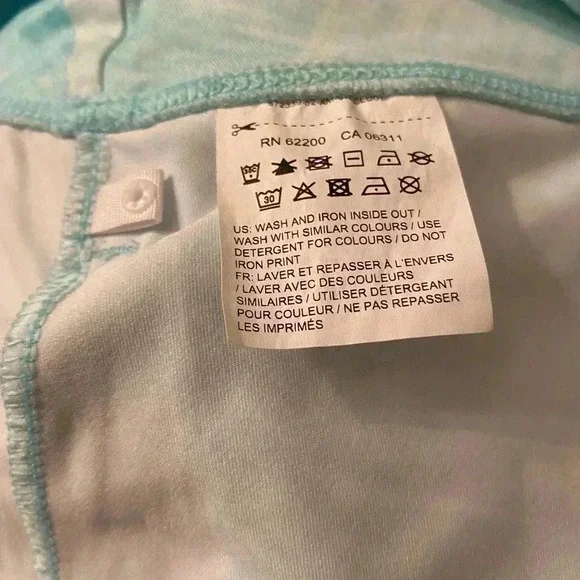 RN 62200 CA 06311
30
US: WASH AND IRON INSIDE OUT /
WASH WITH SIMILAR COLOURS / USE
DETERGENT FOR COLOURS / DO NOT
IRON PRINT
FR: LAVER ET REPASSER À L'ENVERS
/ LAVER AVEC DES COULEURS
SIMILAIRES / UTILISER DÉTERGENT
POUR COULEUR / NE PAS REPASSER
LES IMPRIMÉS